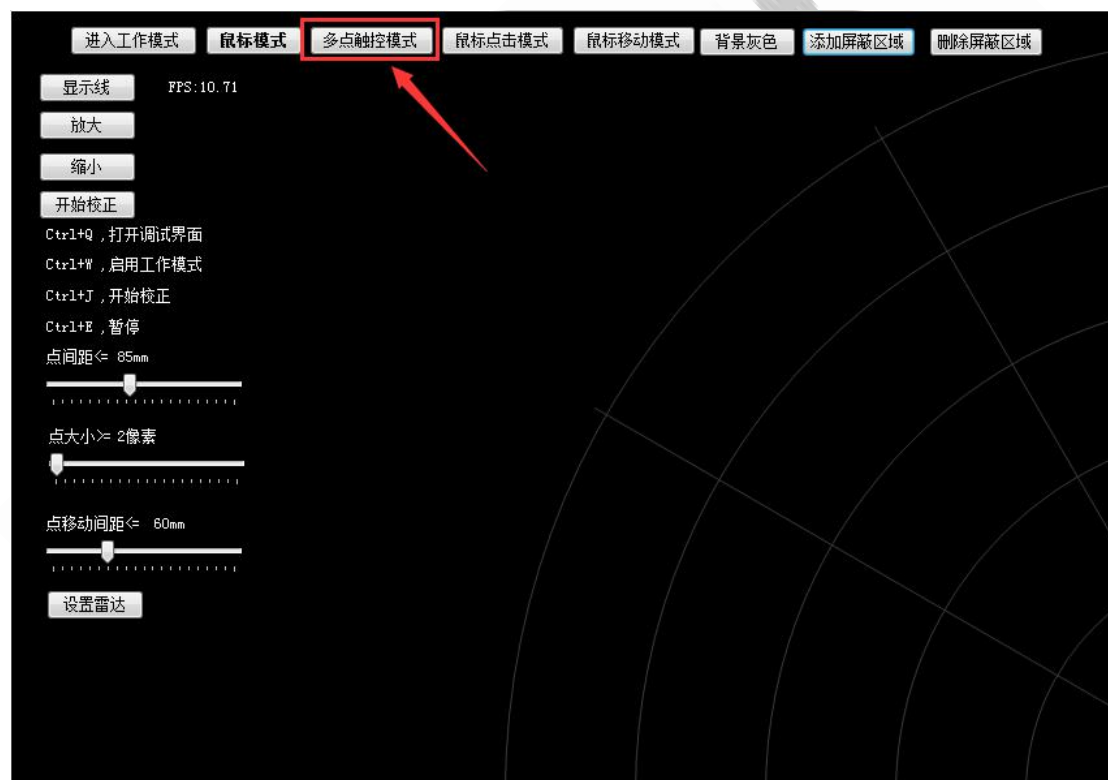 进入工作模式 鼠标模式 多点触控模式 鼠标点击模式 鼠标移动模式 背景灰色 添加屏蔽区域 删除屏蔽区域
显示线 FPS:10.71
放大
缩小
开始校正
Ctrl+Q ,打开调试界面
Ctrl+W ,启用工作模式
Ctrl+J ,开始校正
Ctrl+E ,暂停
点间距<= 85mm
点大小>= 2像素
点移动间距<= 60mm
设置雷达